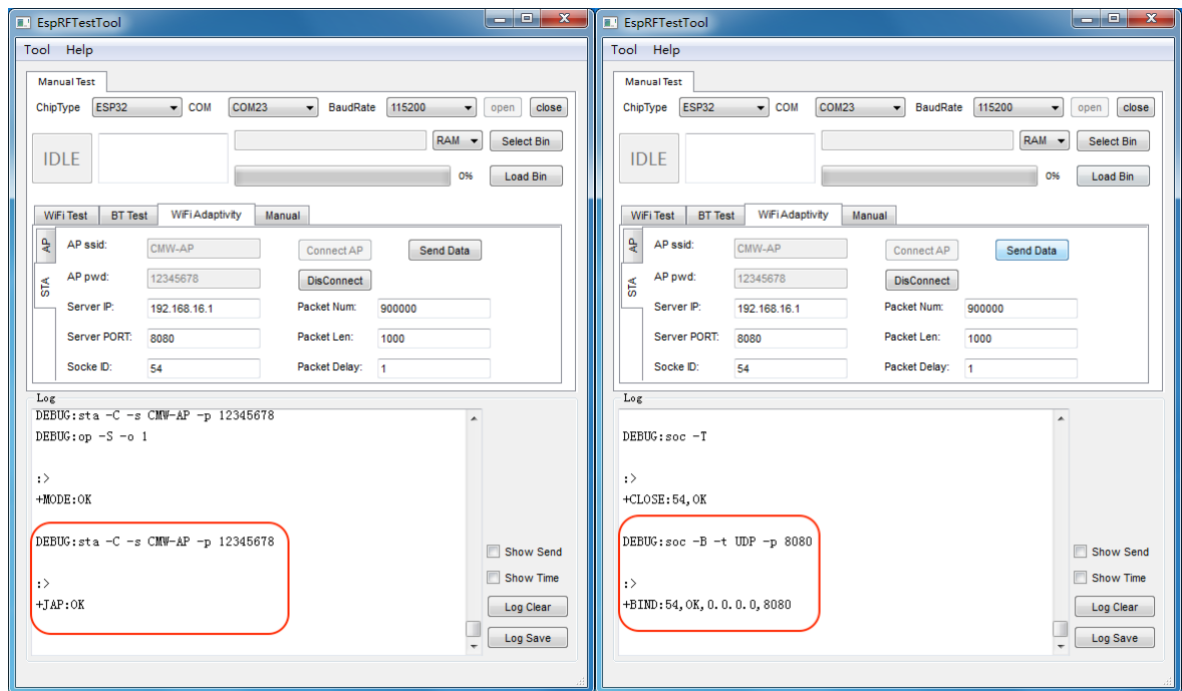 EspRFTestTool
Tool Help
Manual Test
ChipType ESP32 COM COM23 BaudRate 115200 open close
IDLE RAM Select Bin
0% Load Bin
WiFi Test BT Test WiFi Adaptivity Manual
AP
STA
AP ssid: CMW-AP Connect AP Send Data
AP pwd: 12345678 DisConnect
Server IP: 192.168.16.1 Packet Num: 900000
Server PORT: 8080 Packet Len: 1000
Socke ID: 54 Packet Delay: 1
Log
DEBUG:sta -C -s CMW-AP -p 12345678
DEBUG:op -S -o 1
:>
+MODE:OK
DEBUG:sta -C -s CMW-AP -p 12345678
:>
+JAP:OK
Show Send
Show Time
Log Clear
Log Save
EspRFTestTool
Tool Help
Manual Test
ChipType ESP32 COM COM23 BaudRate 115200 open close
IDLE RAM Select Bin
0% Load Bin
WiFi Test BT Test WiFi Adaptivity Manual
AP
STA
AP ssid: CMW-AP Connect AP Send Data
AP pwd: 12345678 DisConnect
Server IP: 192.168.16.1 Packet Num: 900000
Server PORT: 8080 Packet Len: 1000
Socke ID: 54 Packet Delay: 1
Log
DEBUG:soc -T
:>
+CLOSE:54,OK
DEBUG:soc -B -t UDP -p 8080
:>
+BIND:54,OK,0.0.0.0,8080
Show Send
Show Time
Log Clear
Log Save